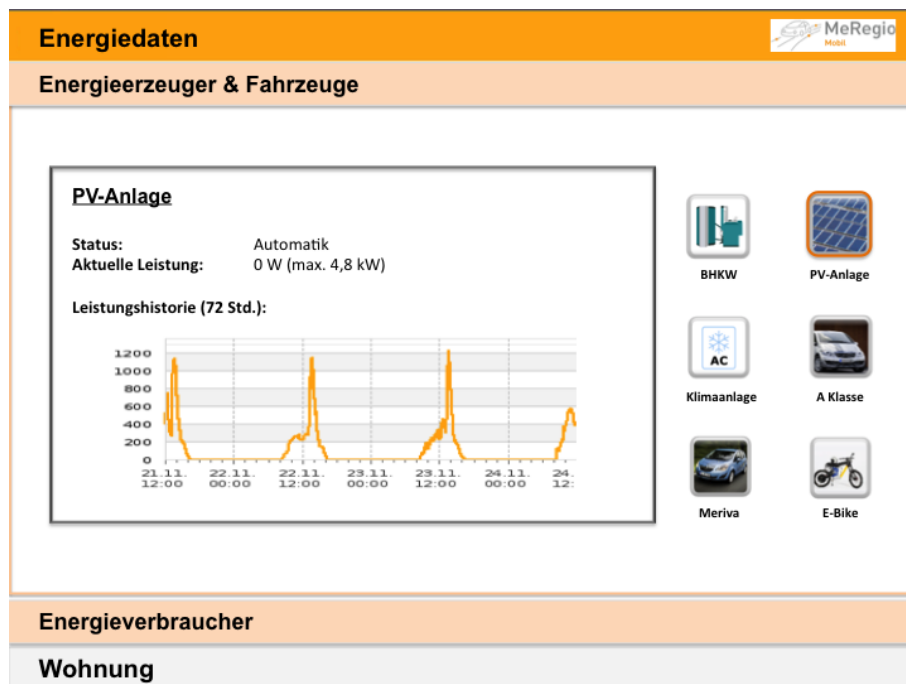 Energiedaten
MeRegio
Mobil
Energieerzeuger & Fahrzeuge
PV-Anlage
Status: Automatik
Aktuelle Leistung: 0 W (max. 4,8 kW)
Leistungshistorie (72 Std.):
1200
1000
800
600
400
200
0
21.11. 22.11. 22.11. 23.11. 23.11. 24.11. 24.
12:00 00:00 12:00 00:00 12:00 00:00 12:
BHKW PV-Anlage
AC
Klimaanlage A Klasse
Meriva E-Bike
Energieverbraucher
Wohnung